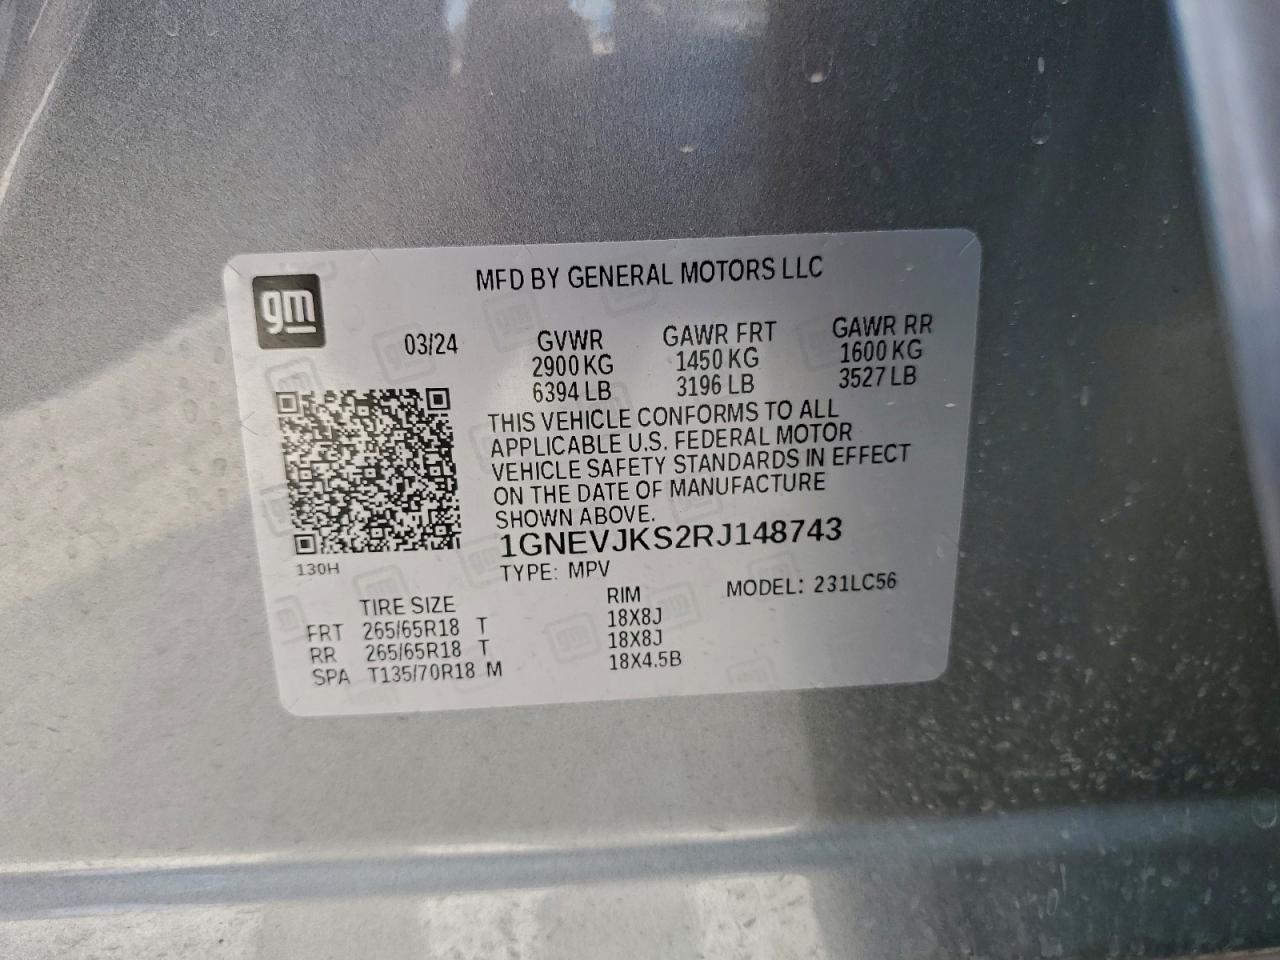 MFD BY GENERAL MOTORS LLC
gm
03/24
GVWR GAWR FRT GAWR RR
2900 KG 1450 KG 1600 KG
6394 LB 3196 LB 3527 LB
THIS VEHICLE CONFORMS TO ALL
APPLICABLE U.S. FEDERAL MOTOR
VEHICLE SAFETY STANDARDS IN EFFECT
ON THE DATE OF MANUFACTURE
SHOWN ABOVE.
1GNEVJKS2RJ148743
130H
TYPE: MPV
MODEL: 231LC56
TIRE SIZE RIM
FRT 265/65R18 T 18X8J
RR 265/65R18 T 18X8J
SPA T135/70R18 M 18X4.5B